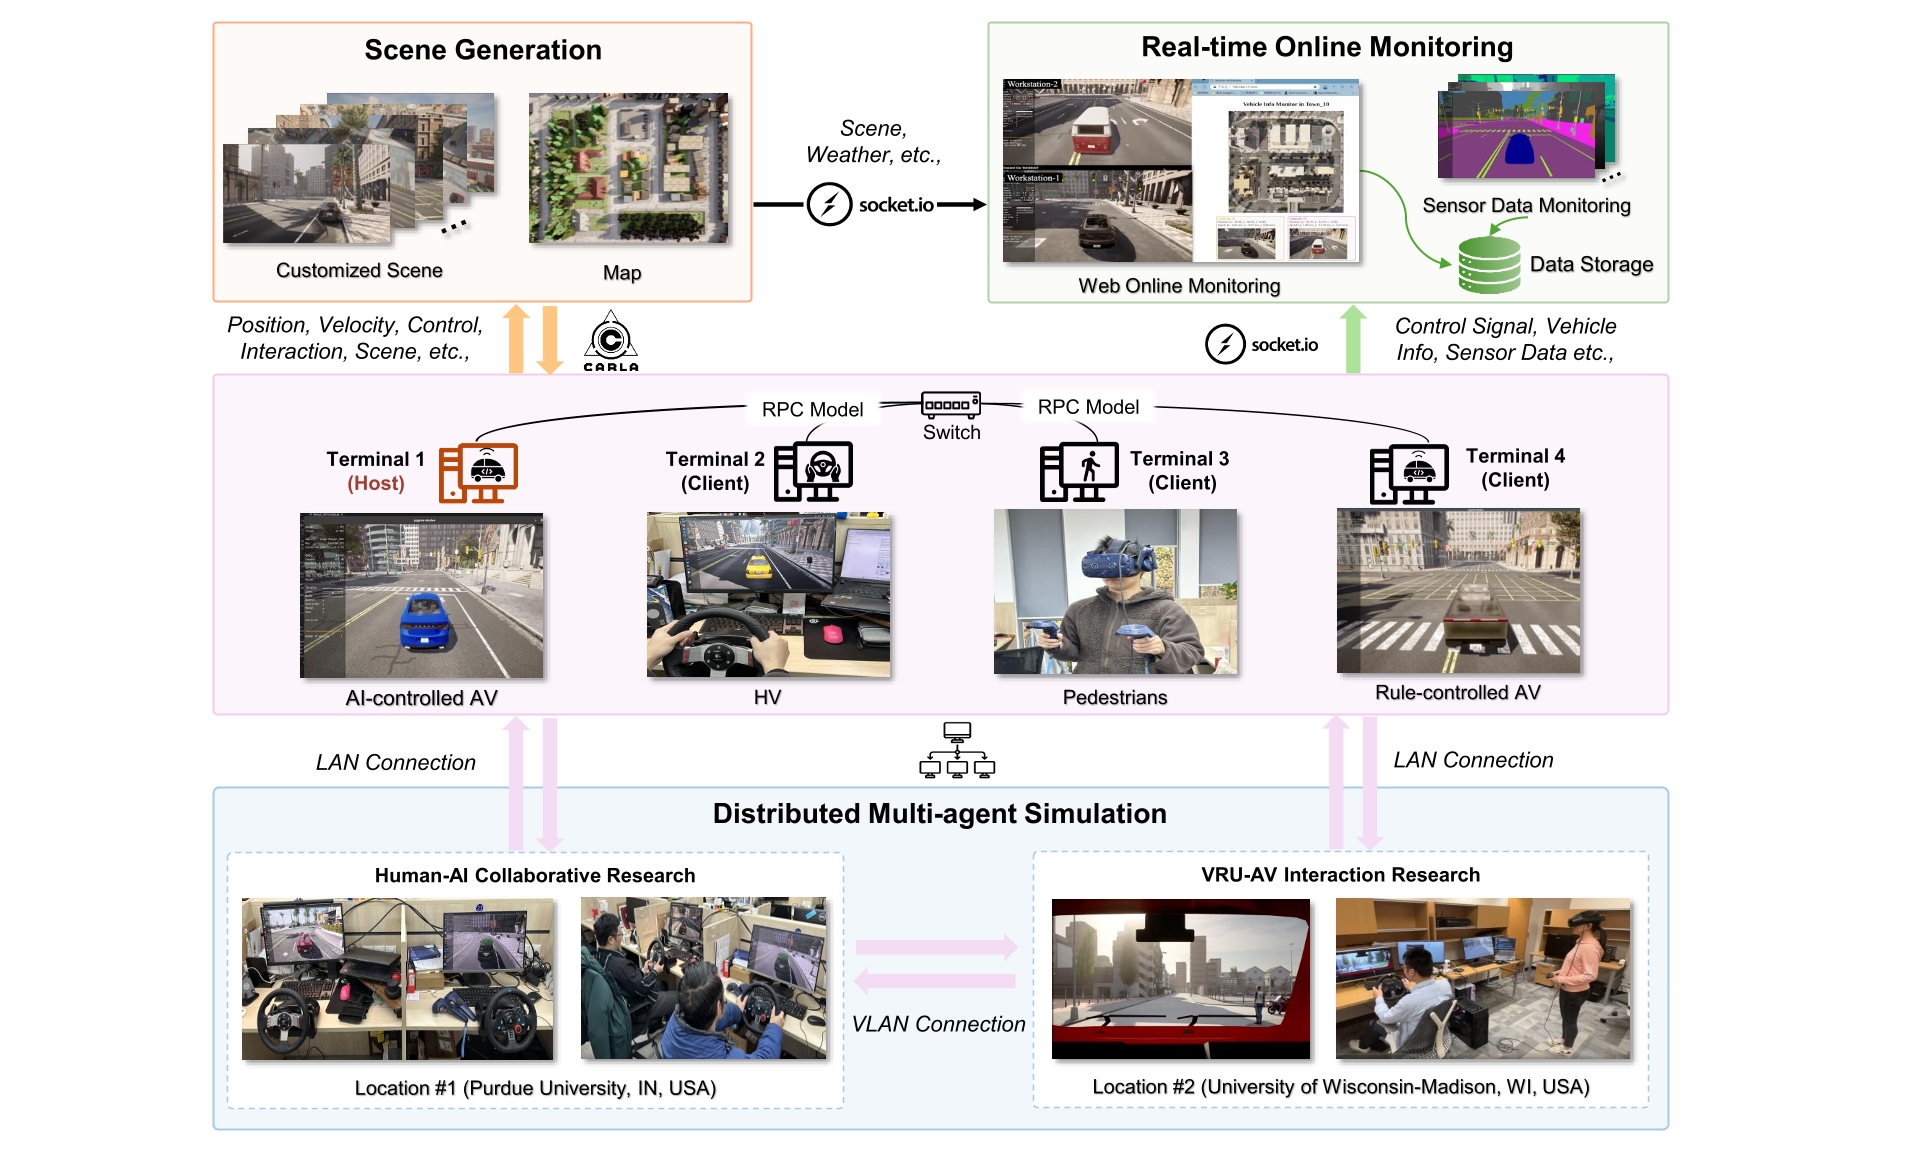 Scene Generation
Customized Scene
Map
Scene,
Weather, etc.,
socket.io
Real-time Online Monitoring
Workstation-2
Workstation-1
Vehicle Info Monitor in Town_10
Web Online Monitoring
Sensor Data Monitoring
Data Storage
Position, Velocity, Control,
Interaction, Scene, etc.,
CARLA
socket.io
Control Signal, Vehicle
Info, Sensor Data etc.,
RPC Model
Switch
RPC Model
Terminal 1
(Host)
Terminal 2
(Client)
Terminal 3
(Client)
Terminal 4
(Client)
AI-controlled AV
HV
Pedestrians
Rule-controlled AV
LAN Connection
LAN Connection
Distributed Multi-agent Simulation
Human-AI Collaborative Research
Location #1 (Purdue University, IN, USA)
VLAN Connection
VRU-AV Interaction Research
Location #2 (University of Wisconsin-Madison, WI, USA)